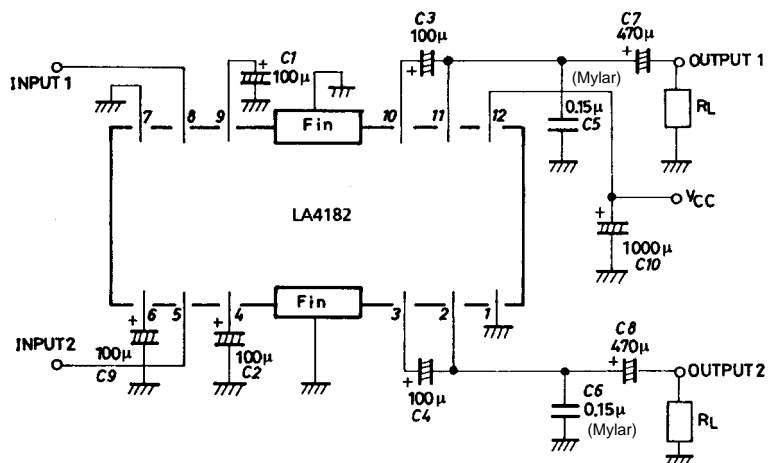 C3
100μ
C7
470μ
+
OUTPUT 1
INPUT 1
+
C1
100μ
+
(Mylar)
0.15μ
C5
RL
7
8
9
Fin
10
11
12
VCC
LA4182
+
1000μ
C10
Fin
6
5
4
3
2
1
+
+
INPUT2
100μ
C9
100μ
C2
+
100μ
C4
C8
470μ
+
OUTPUT 2
C6
0.15μ
(Mylar)
RL